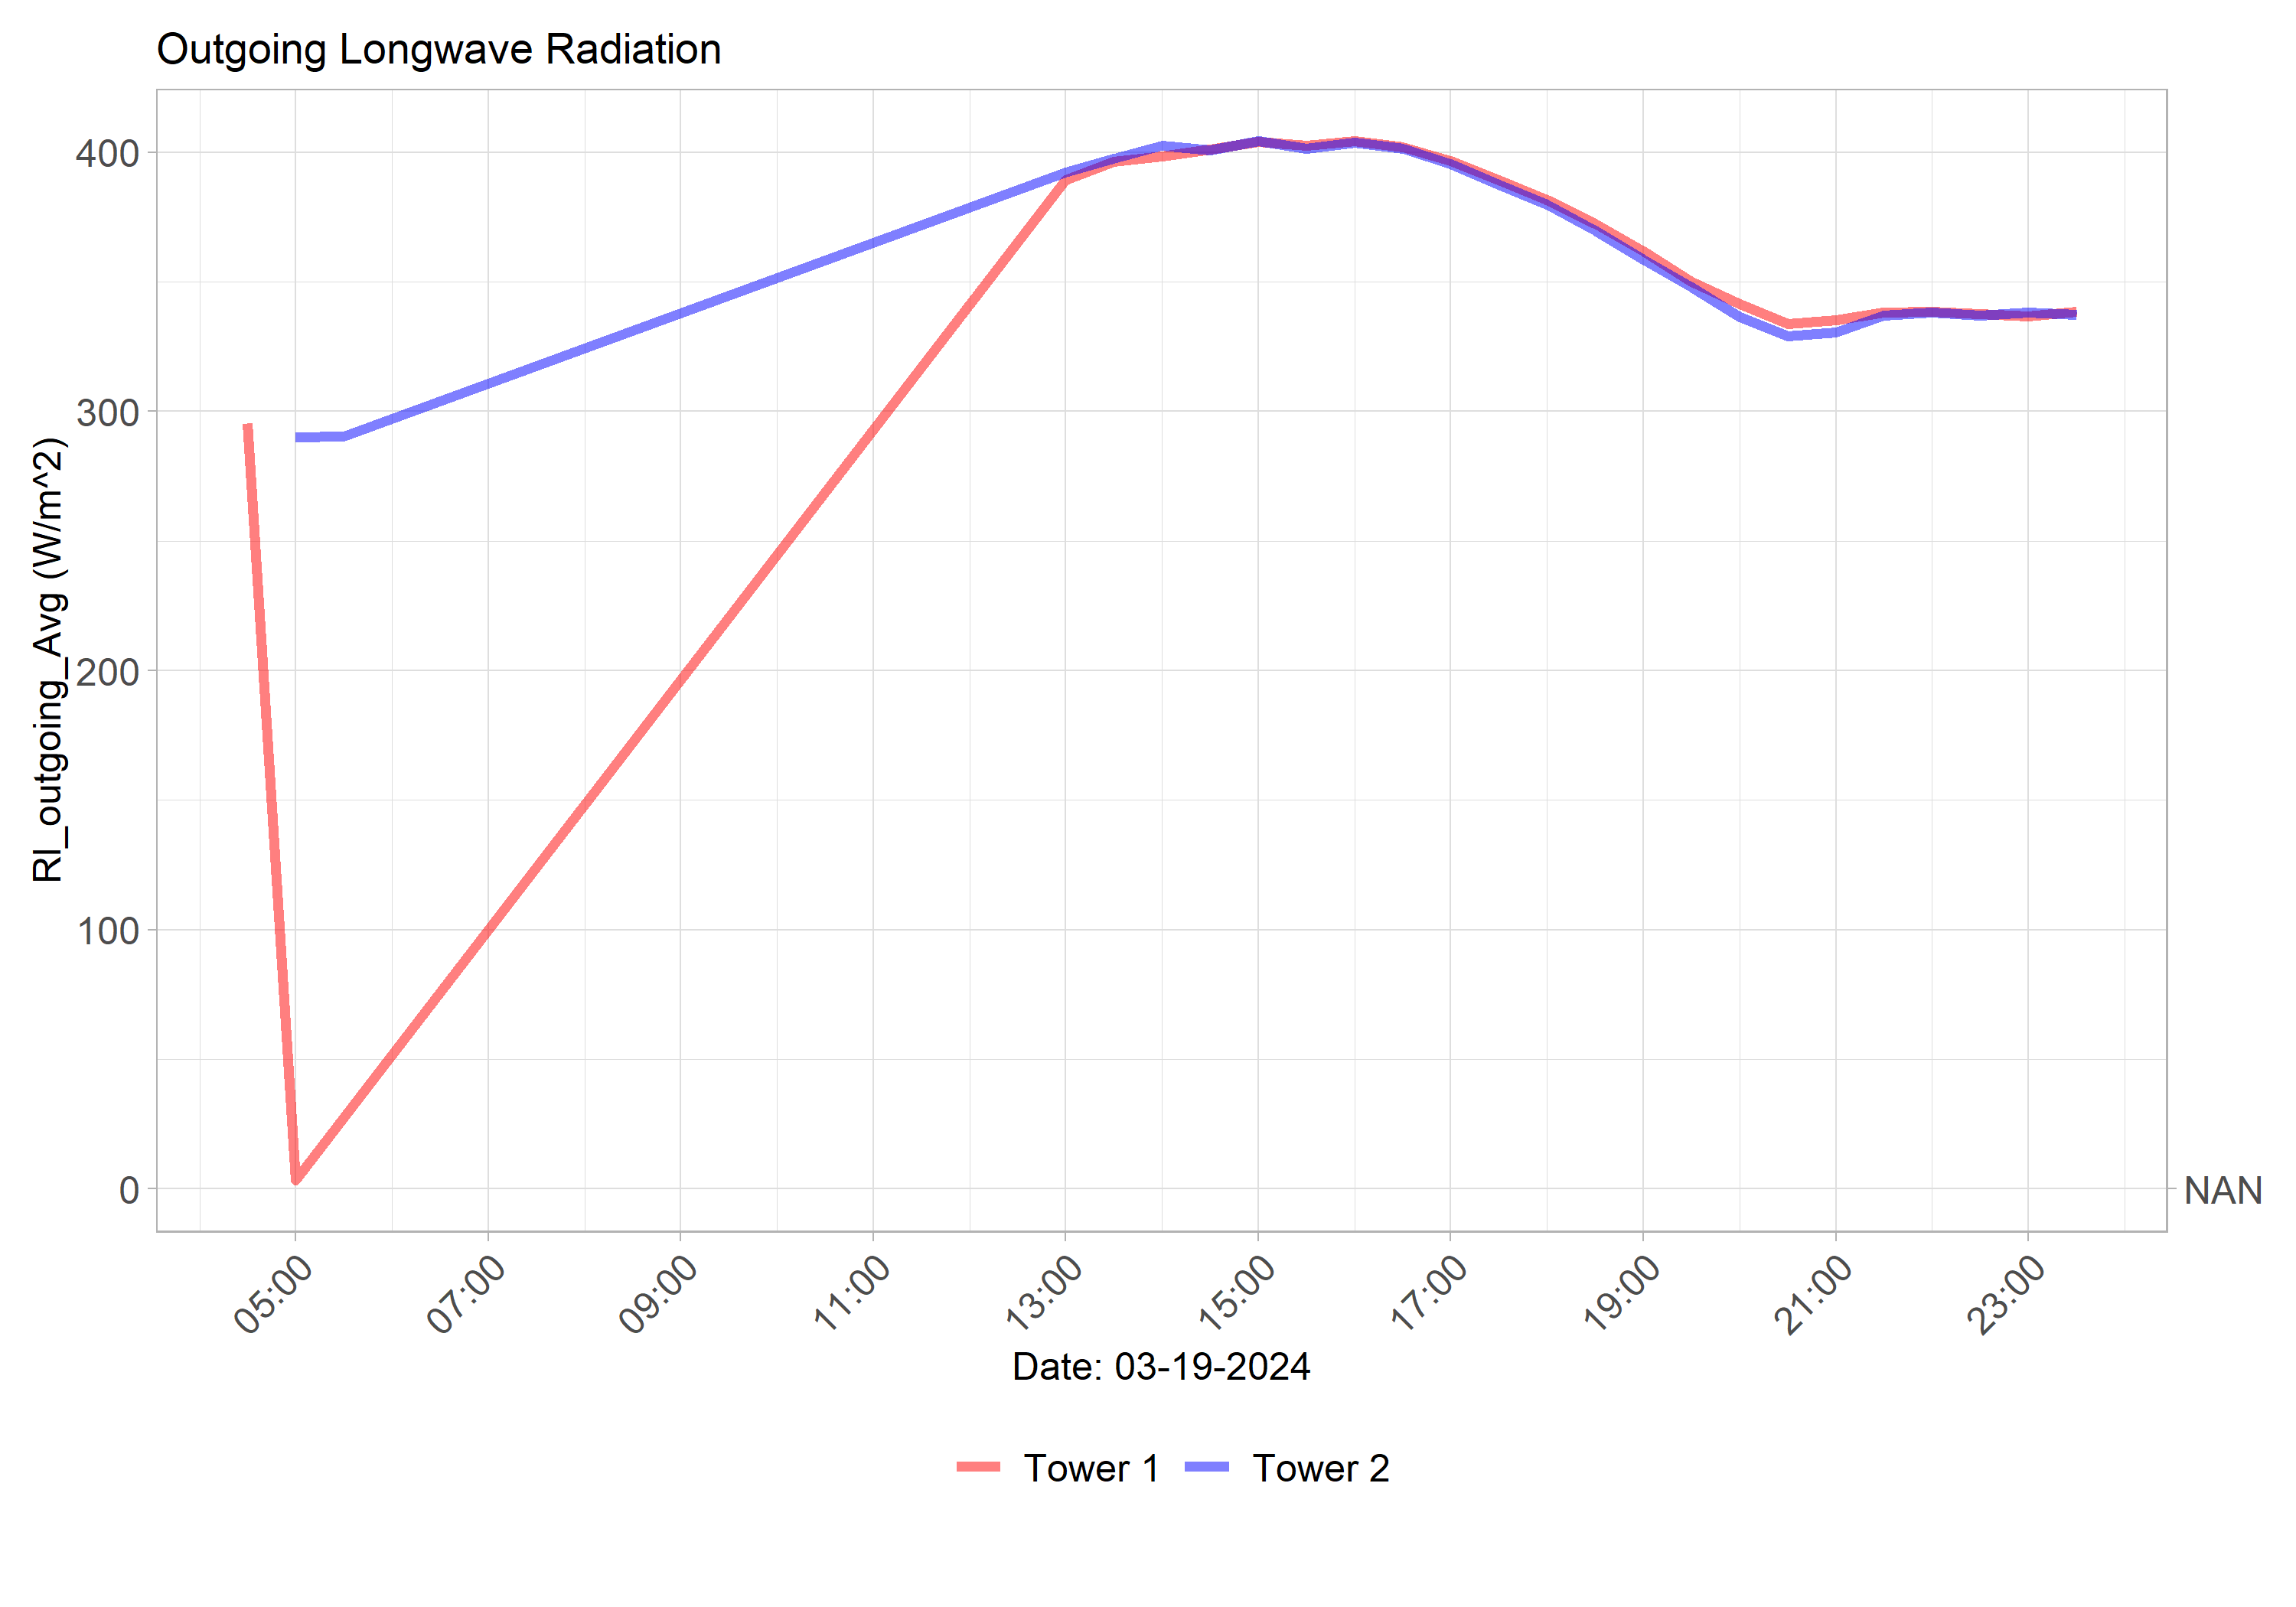 Outgoing Longwave Radiation
Rl_outgoing_Avg (W/m^2)
400
300
200
100
0
NAN
05:00
07:00
09:00
11:00
13:00
15:00
17:00
19:00
21:00
23:00
Date: 03-19-2024
Tower 1
Tower 2